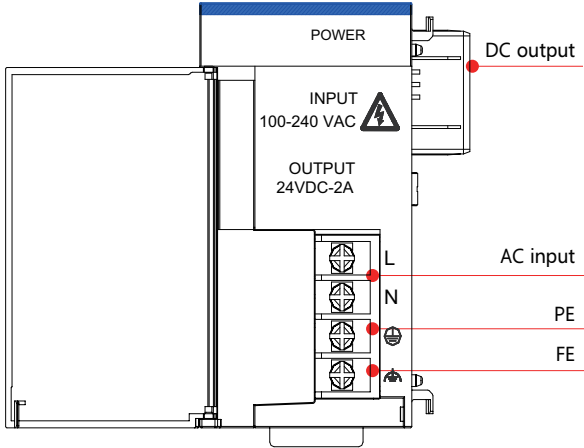 POWER
DC output
INPUT
100-240 VAC
OUTPUT
24VDC-2A
L
AC input
N
PE
FE